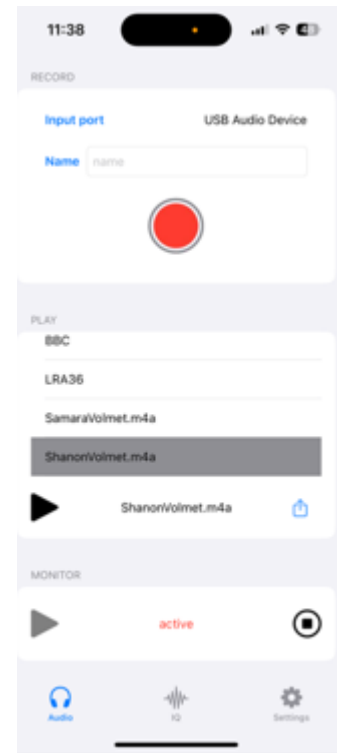 11:38
RECORD
Input port USB Audio Device
Name name
PLAY
BBC
LRA36
SamaraVolmet.m4a
ShanonVolmet.m4a
ShanonVolmet.m4a
MONITOR
active
Audio IQ Settings